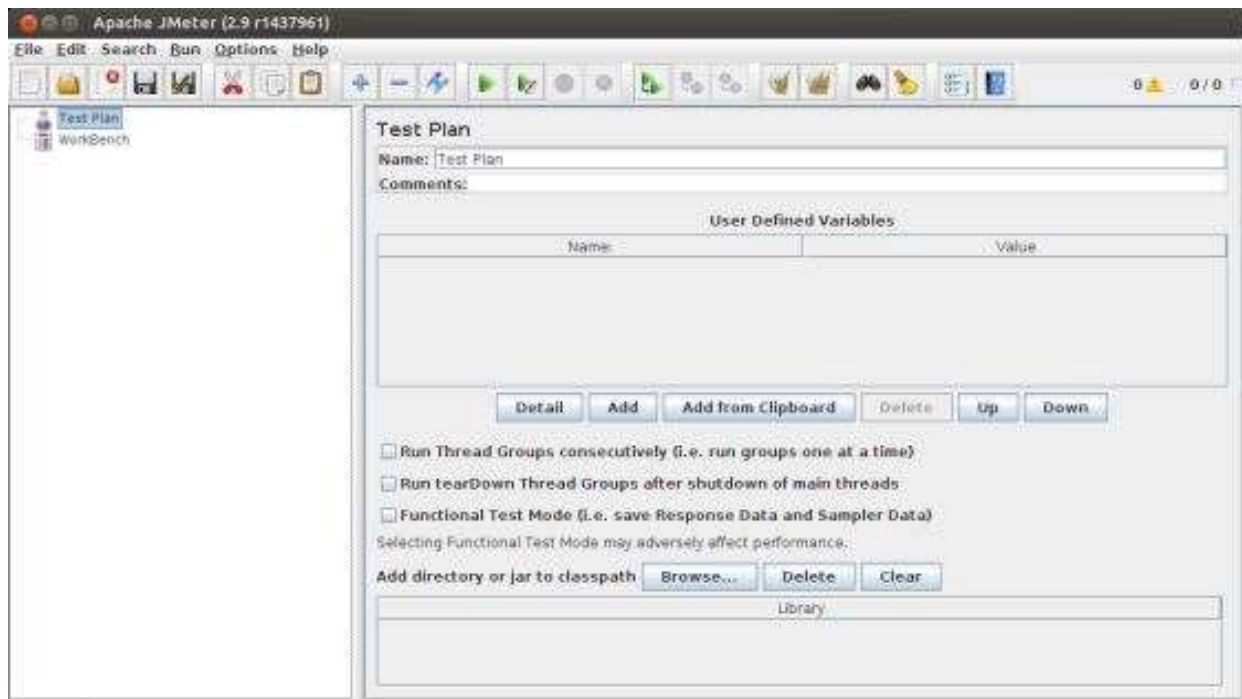 Apache JMeter (2.9 r1437961)
File Edit Search Run Options Help
0 0 / 0
Test Plan
WorkBench
Test Plan
Name: Test Plan
Comments:
User Defined Variables
Name: Value
Detail Add Add from Clipboard Delete Up Down
Run Thread Groups consecutively (i.e. run groups one at a time)
Run tearDown Thread Groups after shutdown of main threads
Functional Test Mode (i.e. save Response Data and Sampler Data)
Selecting Functional Test Mode may adversely affect performance.
Add directory or jar to classpath Browse... Delete Clear
Library